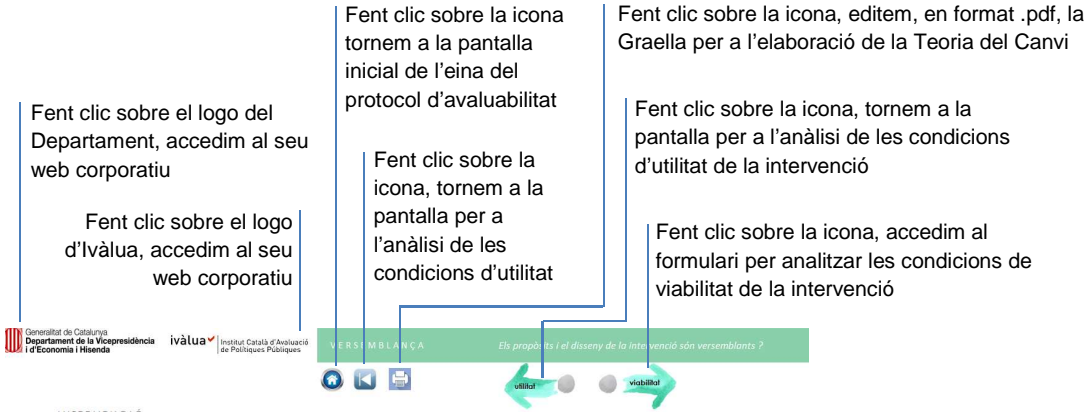 Fent clic sobre la icona
tornem a la pantalla
inicial de l’eina del
protocol d’avaluabilitat
Fent clic sobre la icona, editem, en format .pdf, la
Graella per a l’elaboració de la Teoria del Canvi
Fent clic sobre el logo del
Departament, accedim al seu
web corporatiu
Fent clic sobre la icona, tornem a la
pantalla per a l’anàlisi de les condicions
d’utilitat de la intervenció
Fent clic sobre la
icona, tornem a la
pantalla per a
l’anàlisi de les
condicions d’utilitat
Fent clic sobre el logo
d’Ivàlua, accedim al seu
web corporatiu
Fent clic sobre la icona, accedim al
formulari per analitzar les condicions de
viabilitat de la intervenció
Generalitat de Catalunya
Departament de la Vicepresidència
i d'Economia i Hisenda
ivàlua
Institut Català d'Avaluació
de Polítiques Públiques
VERSEMBLANÇA
Els propòsits i el disseny de la intervenció són versemblants ?
utilitat
viabilitat